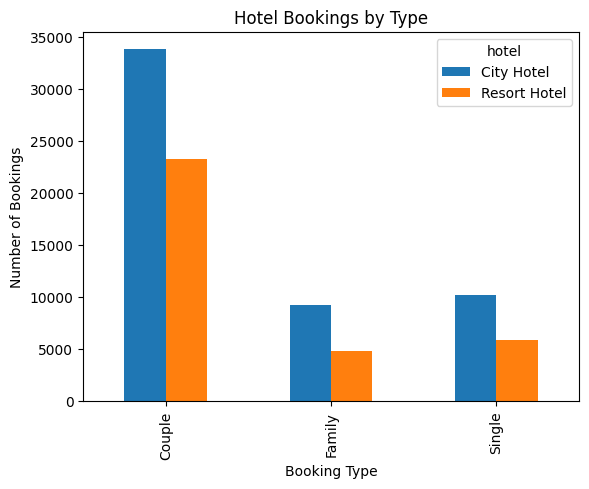 Hotel Bookings by Type
hotel
City Hotel
Resort Hotel
Number of Bookings
35000
30000
25000
20000
15000
10000
5000
0
Couple
Family
Single
Booking Type